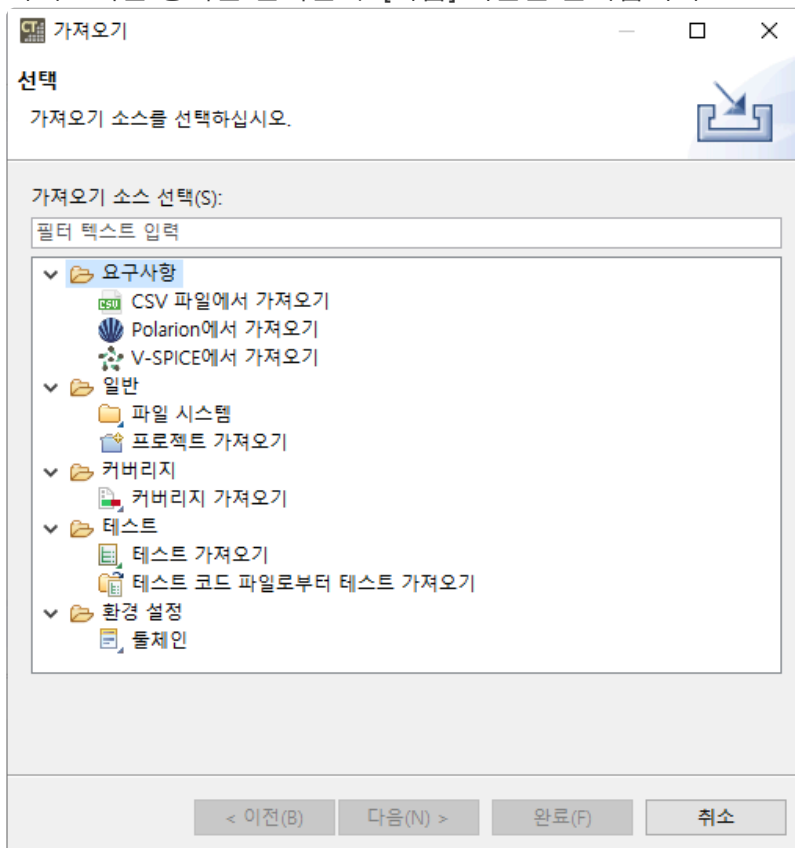 가져오기
선택
가져오기 소스를 선택하십시오.
가져오기 소스 선택(S):
필터 텍스트 입력
요구사항
CSV 파일에서 가져오기
Polarion에서 가져오기
V-SPICE에서 가져오기
일반
파일 시스템
프로젝트 가져오기
커버리지
커버리지 가져오기
테스트
테스트 가져오기
테스트 코드 파일로부터 테스트 가져오기
환경 설정
툴체인
< 이전(B) 다음(N) > 완료(F) 취소